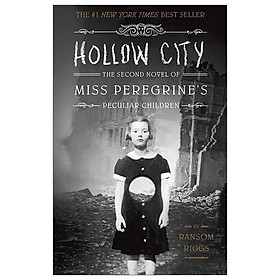 THE #1 NEW YORK TIMES BEST SELLER
HOLLOW CITY
THE SECOND NOVEL OF
MISS PEREGRINE'S
PECULIAR CHILDREN
BY
RANSOM
RIGGS